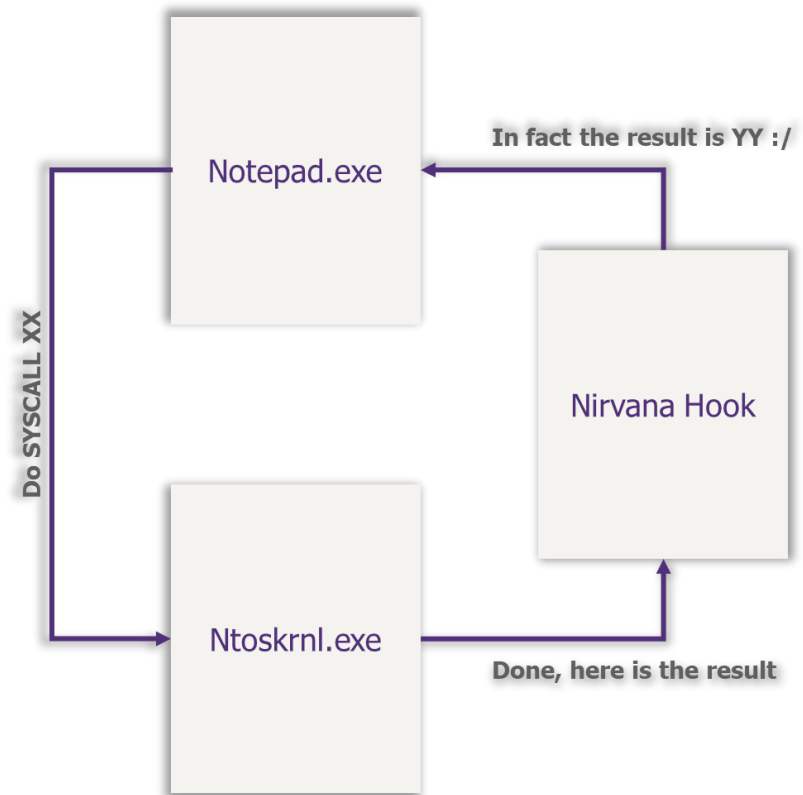 Notepad.exe
In fact the result is YY :/
Do SYSCALL XX
Nirvana Hook
Ntoskrnl.exe
Done, here is the result